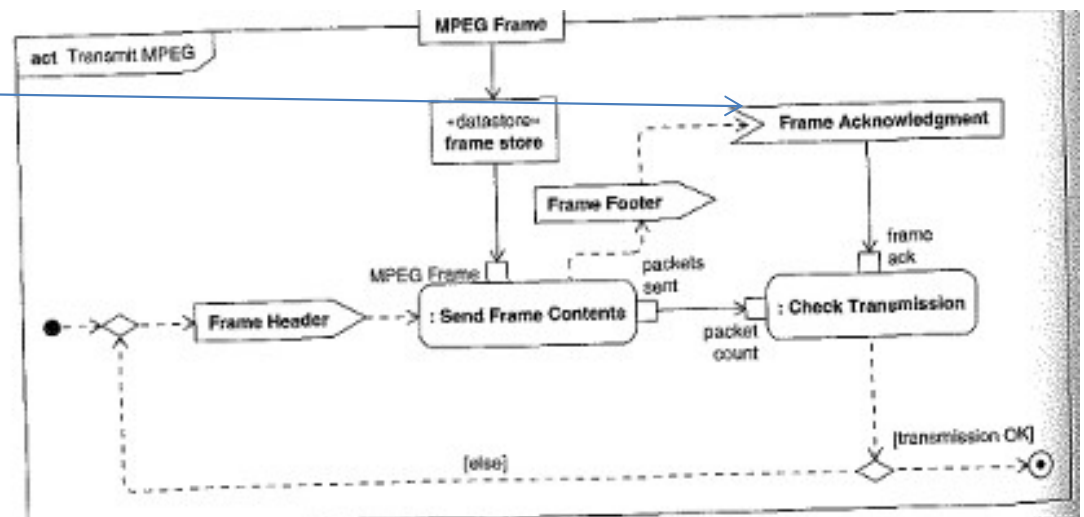 MPEG Frame
act Transmit MPEG
«datastore»
frame store
Frame Acknowledgment
Frame Footer
frame
ack
MPEG Frame
packets
sent
Frame Header
: Send Frame Contents
: Check Transmission
packet
count
[transmission OK]
[else]